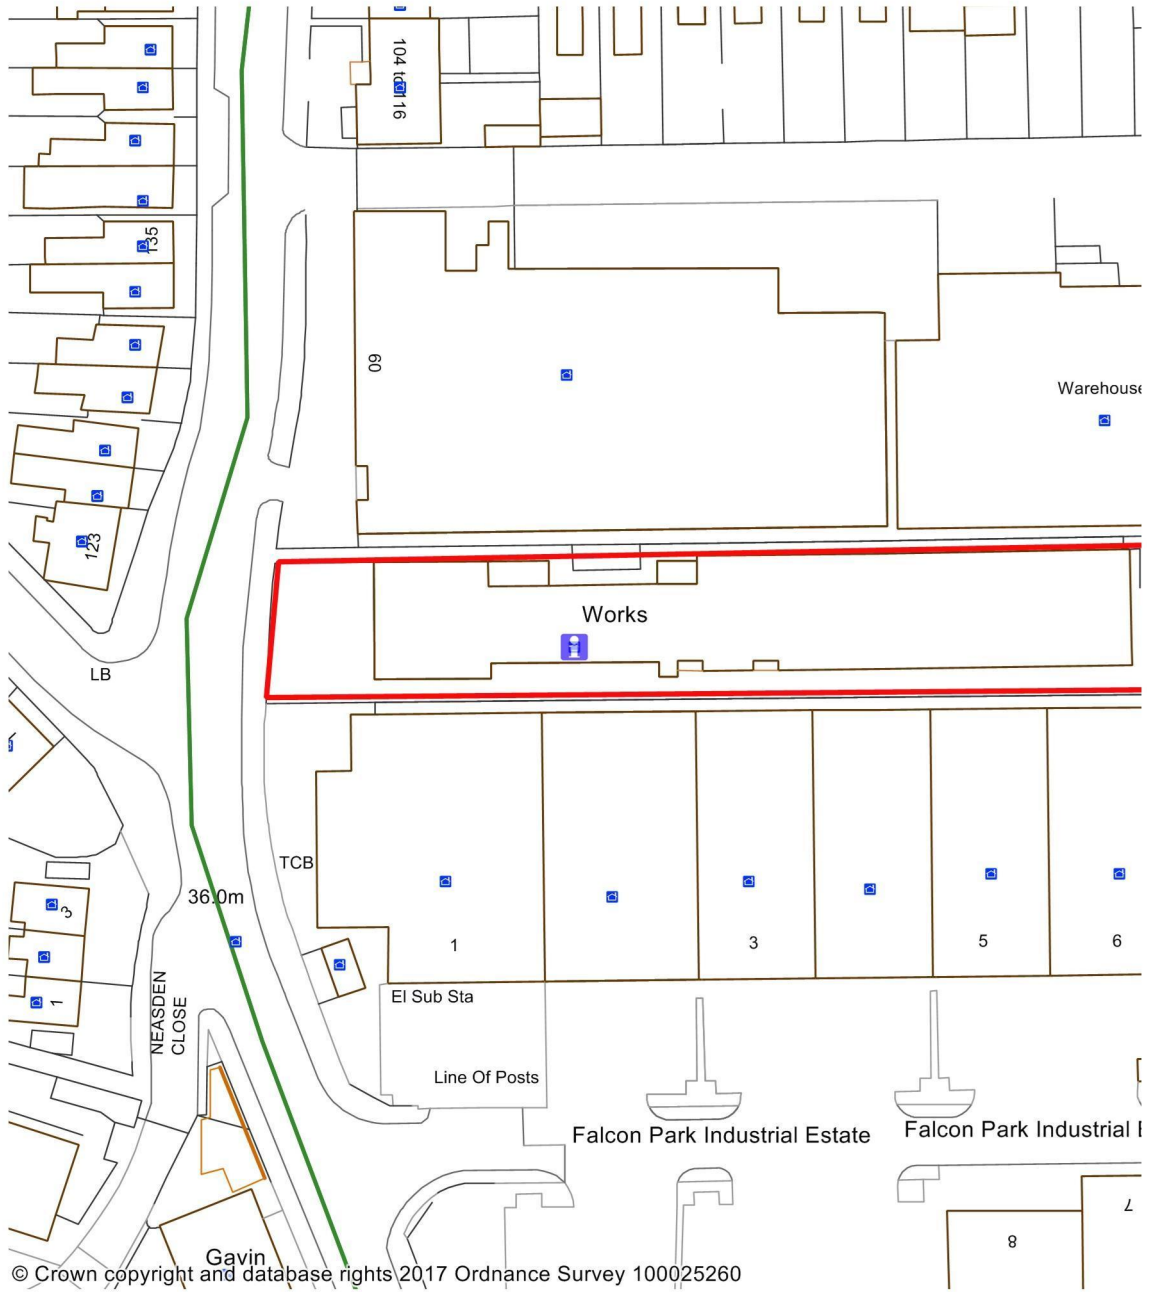 104 to 116
135
60
Warehouse
123
Works
LB
TCB
36.0m
3
1
1
3
5
6
NEASDEN
CLOSE
El Sub Sta
Line Of Posts
Falcon Park Industrial Estate
Falcon Park Industrial E
7
8
Gavin
© Crown copyright and database rights 2017 Ordnance Survey 100025260